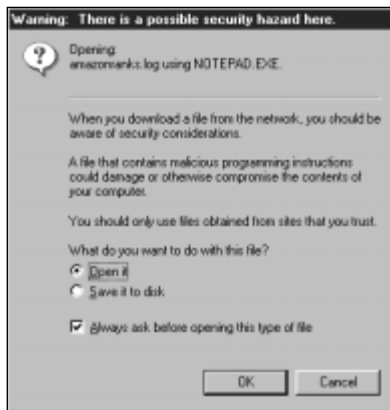 Warning: There is a possible security hazard here.
Opening:
amazonranks.log using NOTEPAD.EXE.
When you download a file from the network, you should be
aware of security considerations.
A file that contains malicious programming instructions
could damage or otherwise compromise the contents of
your computer.
You should only use files obtained from sites that you trust.
What do you want to do with this file?
Open it
Save it to disk
Always ask before opening this type of file
OK
Cancel